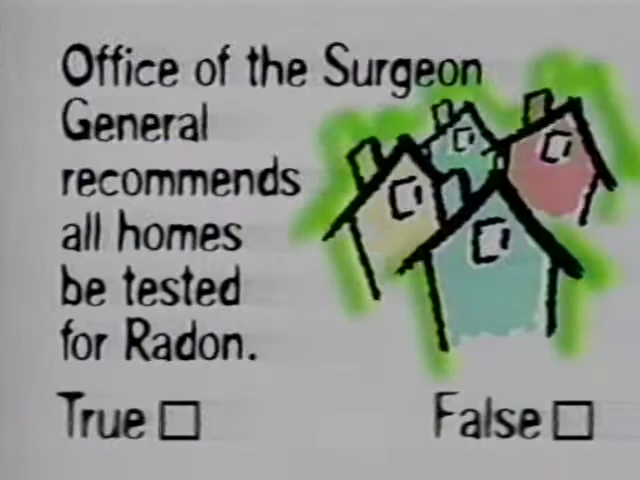 Office of the Surgeon
General
recommends
all homes
be tested
for Radon.
True □ False □